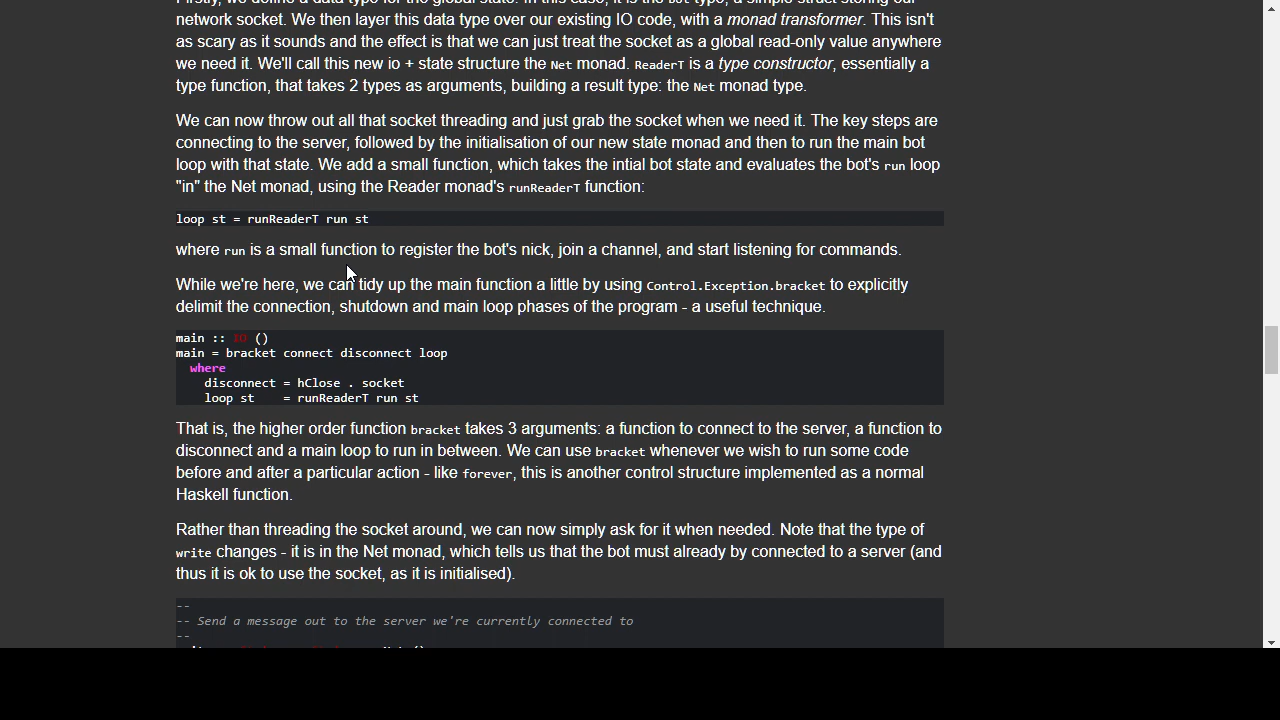 network socket. We then layer this data type over our existing IO code, with a monad transformer. This isn't
as scary as it sounds and the effect is that we can just treat the socket as a global read-only value anywhere
we need it. We'll call this new io + state structure the Net monad. ReaderT is a type constructor, essentially a
type function, that takes 2 types as arguments, building a result type: the Net monad type.
We can now throw out all that socket threading and just grab the socket when we need it. The key steps are
connecting to the server, followed by the initialisation of our new state monad and then to run the main bot
loop with that state. We add a small function, which takes the intial bot state and evaluates the bot's run loop
"in" the Net monad, using the Reader monad's runReaderT function:
loop st = runReaderT run st
where run is a small function to register the bot's nick, join a channel, and start listening for commands.
While we're here, we can tidy up the main function a little by using Control.Exception.bracket to explicitly
delimit the connection, shutdown and main loop phases of the program - a useful technique.
main :: IO ()
main = bracket connect disconnect loop
  where
    disconnect = hClose . socket
    loop st    = runReaderT run st
That is, the higher order function bracket takes 3 arguments: a function to connect to the server, a function to
disconnect and a main loop to run in between. We can use bracket whenever we wish to run some code
before and after a particular action - like forever, this is another control structure implemented as a normal
Haskell function.
Rather than threading the socket around, we can now simply ask for it when needed. Note that the type of
write changes - it is in the Net monad, which tells us that the bot must already by connected to a server (and
thus it is ok to use the socket, as it is initialised).
--
-- Send a message out to the server we're currently connected to
--